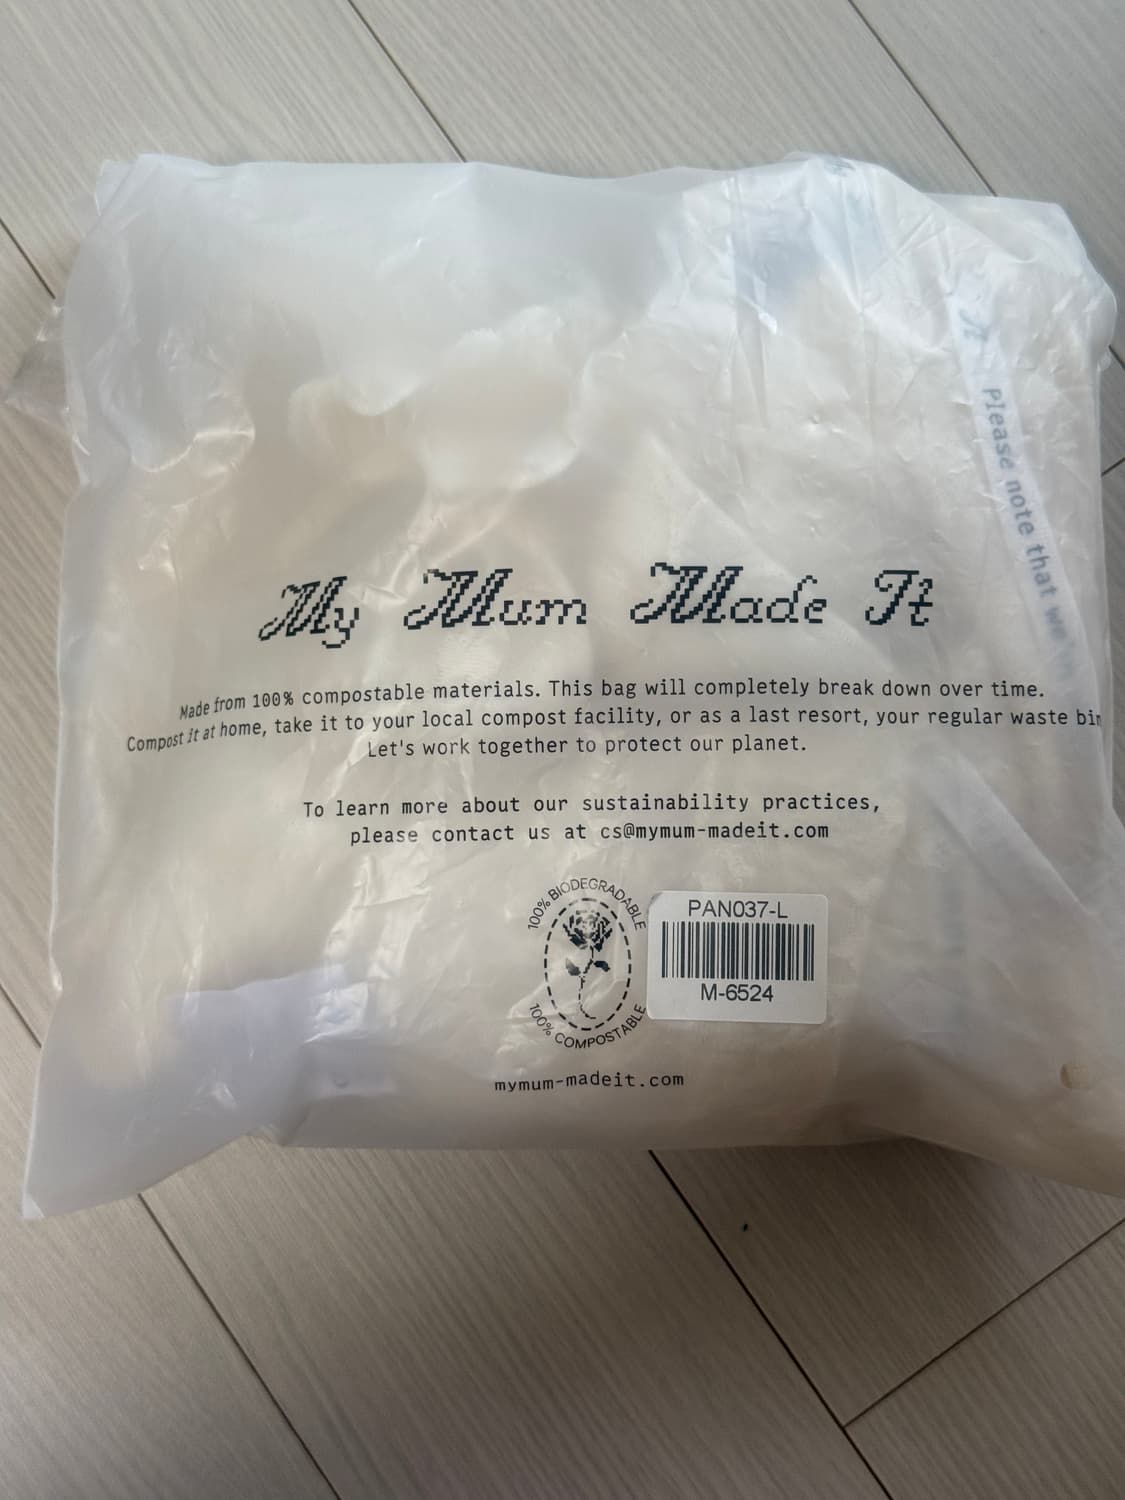 My Mum Made It
Made from 100% compostable materials. This bag will completely break down over time.
Compost it at home, take it to your local compost facility, or as a last resort, your regular waste bin
Let's work together to protect our planet.
To learn more about our sustainability practices,
please contact us at cs@mymum-madeit.com
100% BIODEGRADABLE
100% COMPOSTABLE
PAN037-L
M-6524
mymum-madeit.com
It
Please note that we've